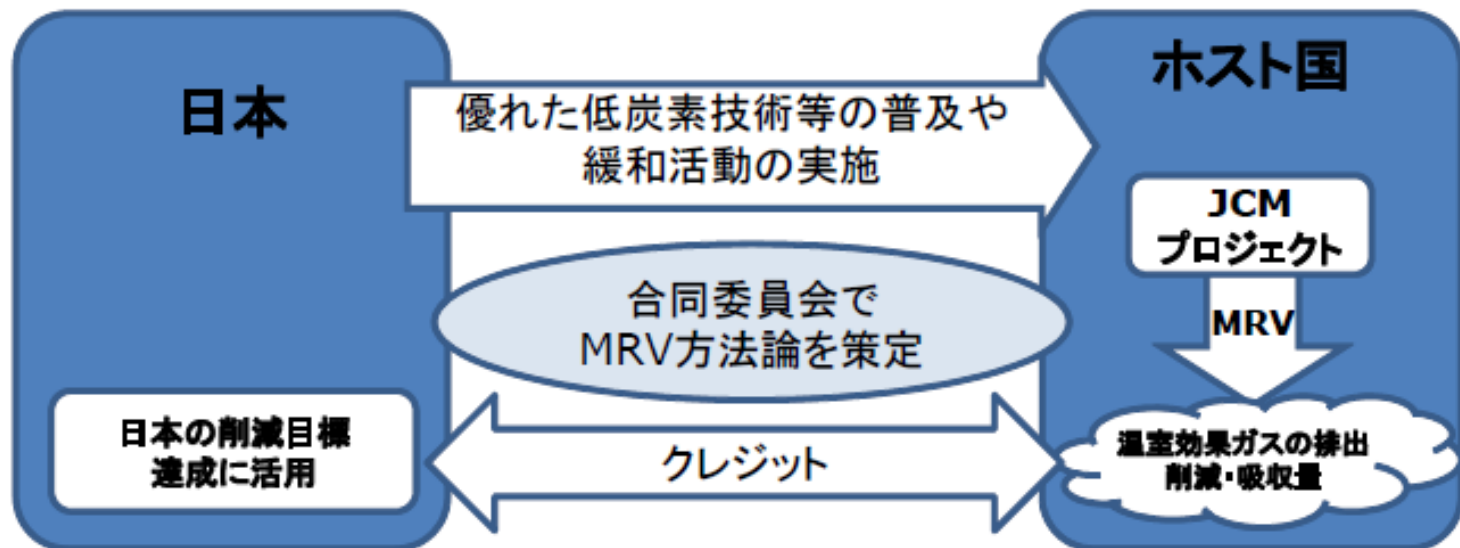 日本
ホスト国
優れた低炭素技術等の普及や
緩和活動の実施
JCM
プロジェクト
合同委員会で
MRV方法論を策定
MRV
日本の削減目標
達成に活用
クレジット
温室効果ガスの排出
削減・吸収量